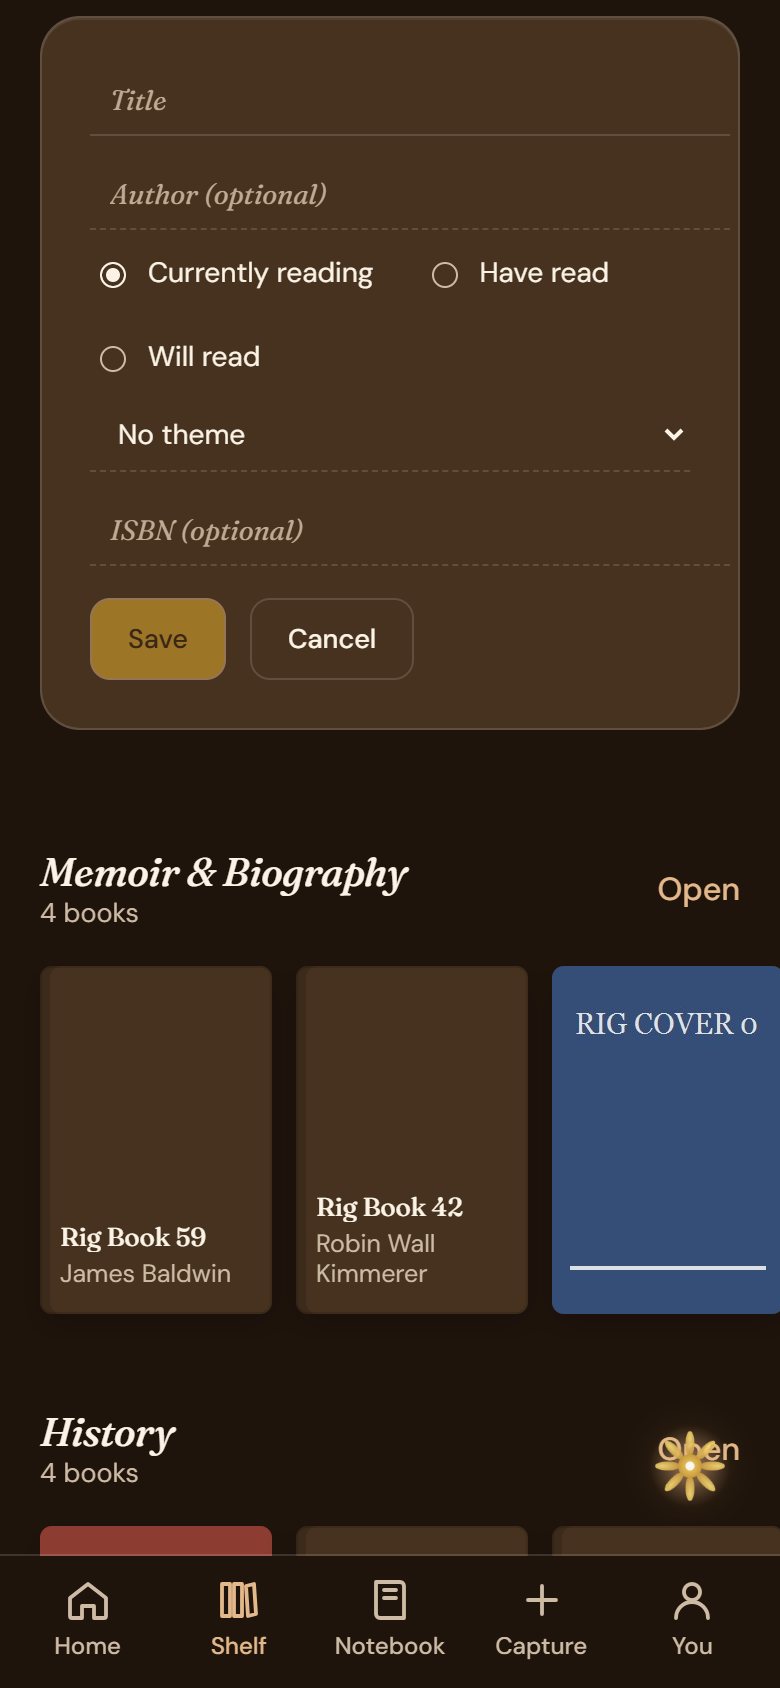 Title
Author (optional)
Currently reading
Have read
Will read
No theme
ISBN (optional)
Save
Cancel
Memoir & Biography
4 books
Open
RIG COVER 0
Rig Book 59
James Baldwin
Rig Book 42
Robin Wall
Kimmerer
History
4 books
Open
Home
Shelf
Notebook
Capture
You